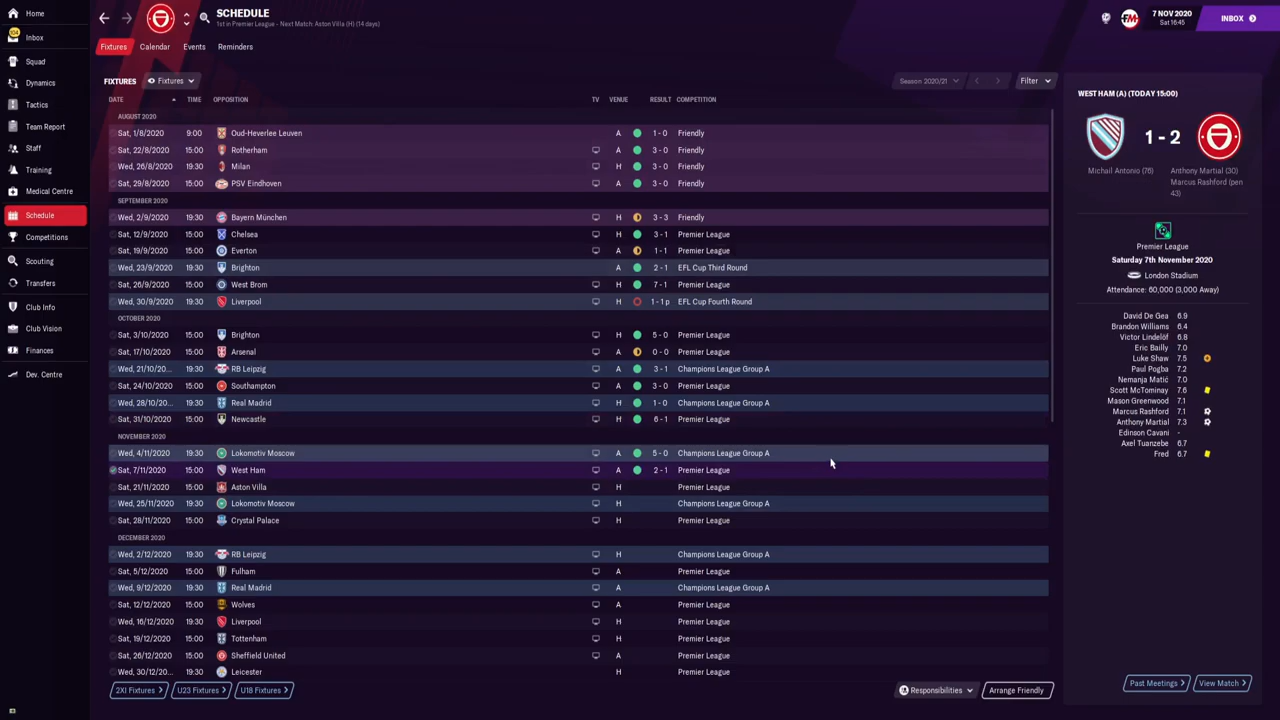 Home
SCHEDULE
1st in Premier League - Next Match: Aston Villa (H) (14 days)
7 NOV 2020
Sat 16:45
INBOX
Inbox
Squad
Dynamics
Tactics
Team Report
Staff
Training
Medical Centre
Schedule
Competitions
Scouting
Transfers
Club Info
Club Vision
Finances
Dev. Centre
Fixtures Calendar Events Reminders
FIXTURES Fixtures Season 2020/21 Filter
DATE TIME OPPOSITION TV VENUE RESULT COMPETITION
AUGUST 2020
Sat, 1/8/2020 9:00 Oud-Heverlee Leuven A 1 - 0 Friendly
Sat, 22/8/2020 15:00 Rotherham A 3 - 0 Friendly
Wed, 26/8/2020 19:30 Milan H 3 - 0 Friendly
Sat, 29/8/2020 15:00 PSV Eindhoven A 3 - 0 Friendly
SEPTEMBER 2020
Wed, 2/9/2020 19:30 Bayern München H 3 - 3 Friendly
Sat, 12/9/2020 15:00 Chelsea H 3 - 1 Premier League
Sat, 19/9/2020 15:00 Everton A 1 - 1 Premier League
Wed, 23/9/2020 19:30 Brighton A 2 - 1 EFL Cup Third Round
Sat, 26/9/2020 15:00 West Brom H 7 - 1 Premier League
Wed, 30/9/2020 19:30 Liverpool H 1 - 1 p EFL Cup Fourth Round
OCTOBER 2020
Sat, 3/10/2020 15:00 Brighton H 5 - 0 Premier League
Sat, 17/10/2020 15:00 Arsenal A 0 - 0 Premier League
Wed, 21/10/20... 19:30 RB Leipzig A 3 - 1 Champions League Group A
Sat, 24/10/2020 15:00 Southampton A 3 - 0 Premier League
Wed, 28/10/20... 19:30 Real Madrid H 1 - 0 Champions League Group A
Sat, 31/10/2020 15:00 Newcastle H 6 - 1 Premier League
NOVEMBER 2020
Wed, 4/11/2020 19:30 Lokomotiv Moscow A 5 - 0 Champions League Group A
Sat, 7/11/2020 15:00 West Ham A 2 - 1 Premier League
Sat, 21/11/2020 15:00 Aston Villa H Premier League
Wed, 25/11/2020 19:30 Lokomotiv Moscow H Champions League Group A
Sat, 28/11/2020 15:00 Crystal Palace H Premier League
DECEMBER 2020
Wed, 2/12/2020 19:30 RB Leipzig H Champions League Group A
Sat, 5/12/2020 15:00 Fulham A Premier League
Wed, 9/12/2020 19:30 Real Madrid A Champions League Group A
Sat, 12/12/2020 15:00 Wolves A Premier League
Wed, 16/12/2020 19:30 Liverpool H Premier League
Sat, 19/12/2020 15:00 Tottenham H Premier League
Sat, 26/12/2020 15:00 Sheffield United A Premier League
Wed, 30/12/20... 15:00 Leicester H Premier League
2XI Fixtures U23 Fixtures U18 Fixtures Responsibilities Arrange Friendly
WEST HAM (A) (TODAY 15:00)
1 - 2
Michail Antonio (76)
Anthony Martial (30)
Marcus Rashford (pen
43)
Premier League
Saturday 7th November 2020
London Stadium
Attendance: 60,000 (3,000 Away)
David De Gea 6.9
Brandon Williams 6.4
Victor Lindelöf 6.8
Eric Bailly 7.0
Luke Shaw 7.5
Paul Pogba 7.2
Nemanja Matić 7.0
Scott McTominay 7.6
Mason Greenwood 7.1
Marcus Rashford 7.1
Anthony Martial 7.3
Edinson Cavani -
Axel Tuanzebe 6.7
Fred 6.7
Past Meetings View Match